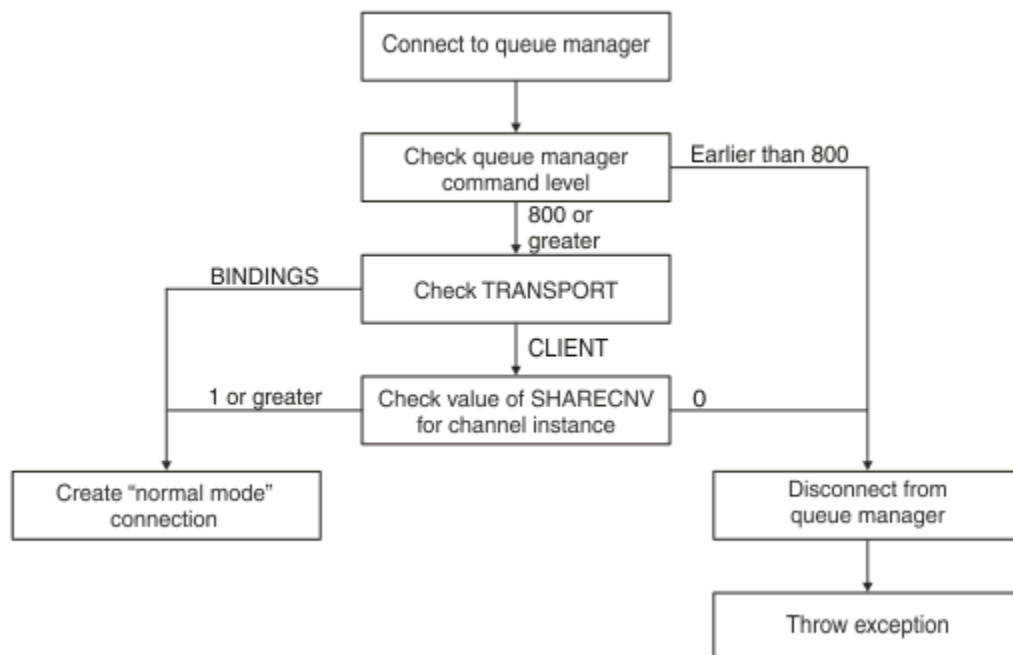 Connect to queue manager
Check queue manager
command level
Earlier than 800
800 or
greater
BINDINGS
Check TRANSPORT
CLIENT
1 or greater
Check value of SHARECNV
for channel instance
0
Create “normal mode”
connection
Disconnect from
queue manager
Throw exception